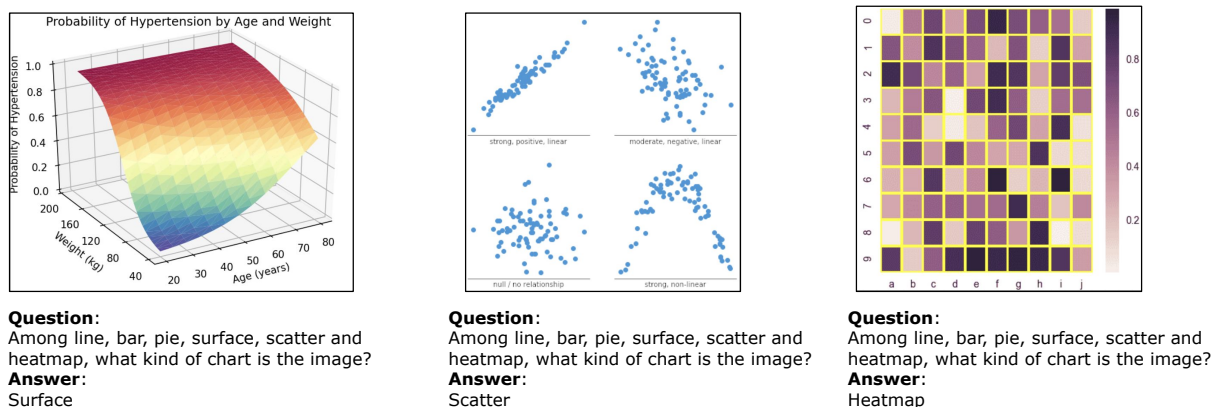 Probability of Hypertension by Age and Weight
Probability of Hypertension
1.0
0.8
0.6
0.4
0.2
0.0
200
160
120
80
40
Weight (kg)
20
30
40
50
60
70
80
Age (years)
Question:
Among line, bar, pie, surface, scatter and
heatmap, what kind of chart is the image?
Answer:
Surface
strong, positive, linear
moderate, negative, linear
null / no relationship
strong, non-linear
Question:
Among line, bar, pie, surface, scatter and
heatmap, what kind of chart is the image?
Answer:
Scatter
0
1
2
3
4
5
6
7
8
9
a b c d e f g h i j
0.8
0.6
0.4
0.2
Question:
Among line, bar, pie, surface, scatter and
heatmap, what kind of chart is the image?
Answer:
Heatmap